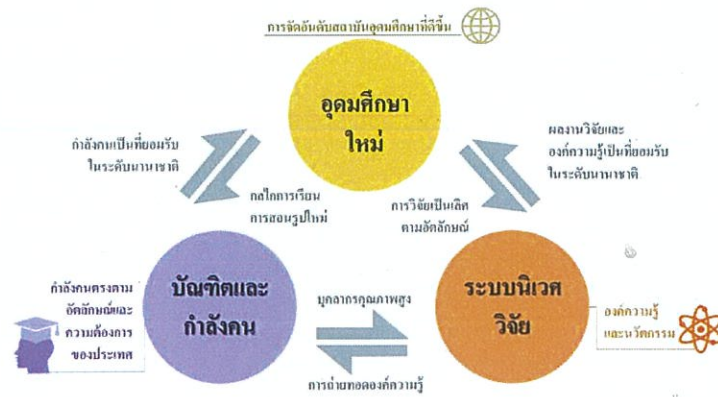 การจัดอันดับสถาบันอุดมศึกษาที่ดีขึ้น
อุดมศึกษา
ใหม่
กำลังคนเป็นที่ยอมรับ
ในระดับนานาชาติ
ผลงานวิจัยและ
องค์ความรู้เป็นที่ยอมรับ
ในระดับนานาชาติ
กลไกการเรียน
การสอนรูปใหม่
การวิจัยเป็นเลิศ
ตามอัตลักษณ์
กำลังคนตรงตาม
อัตลักษณ์และ
ความต้องการ
ของประเทศ
บัณฑิตและ
กำลังคน
บุคลากรคุณภาพสูง
การถ่ายทอดองค์ความรู้
ระบบนิเวศ
วิจัย
องค์ความรู้
และนวัตกรรม